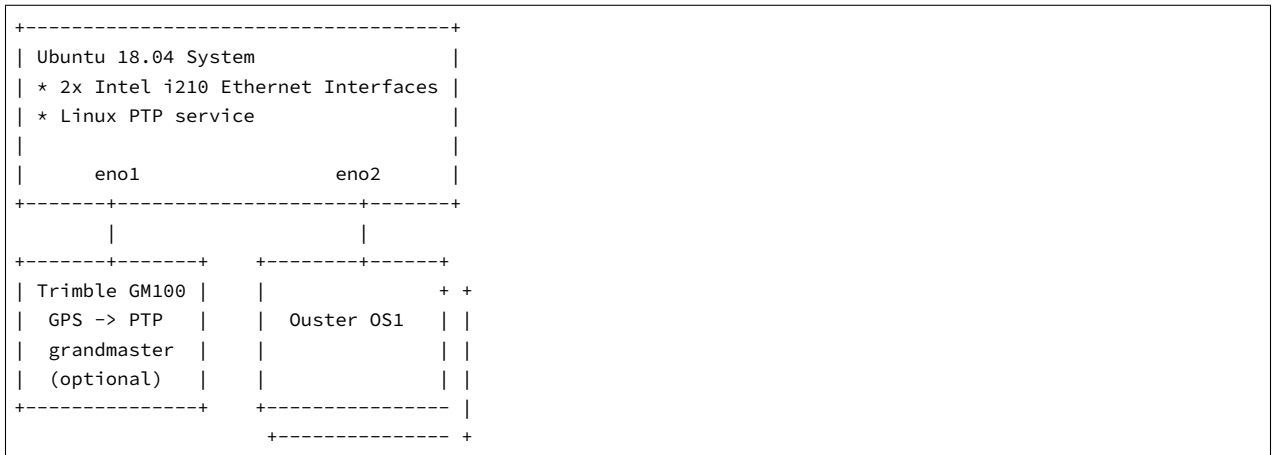 +-----------------------------------+
| Ubuntu 18.04 System               |
| * 2x Intel i210 Ethernet Interfaces |
| * Linux PTP service               |
|                                   |
|      eno1               eno2      |
+-------+--------------------+-------+
        |                    |
+-------+-------+    +--------+------+
| Trimble GM100 |    |               + +
|  GPS -> PTP   |    |  Ouster OS1   | |
|  grandmaster  |    |               | |
|  (optional)   |    |               | |
+---------------+    +---------------- |
                      +--------------- +